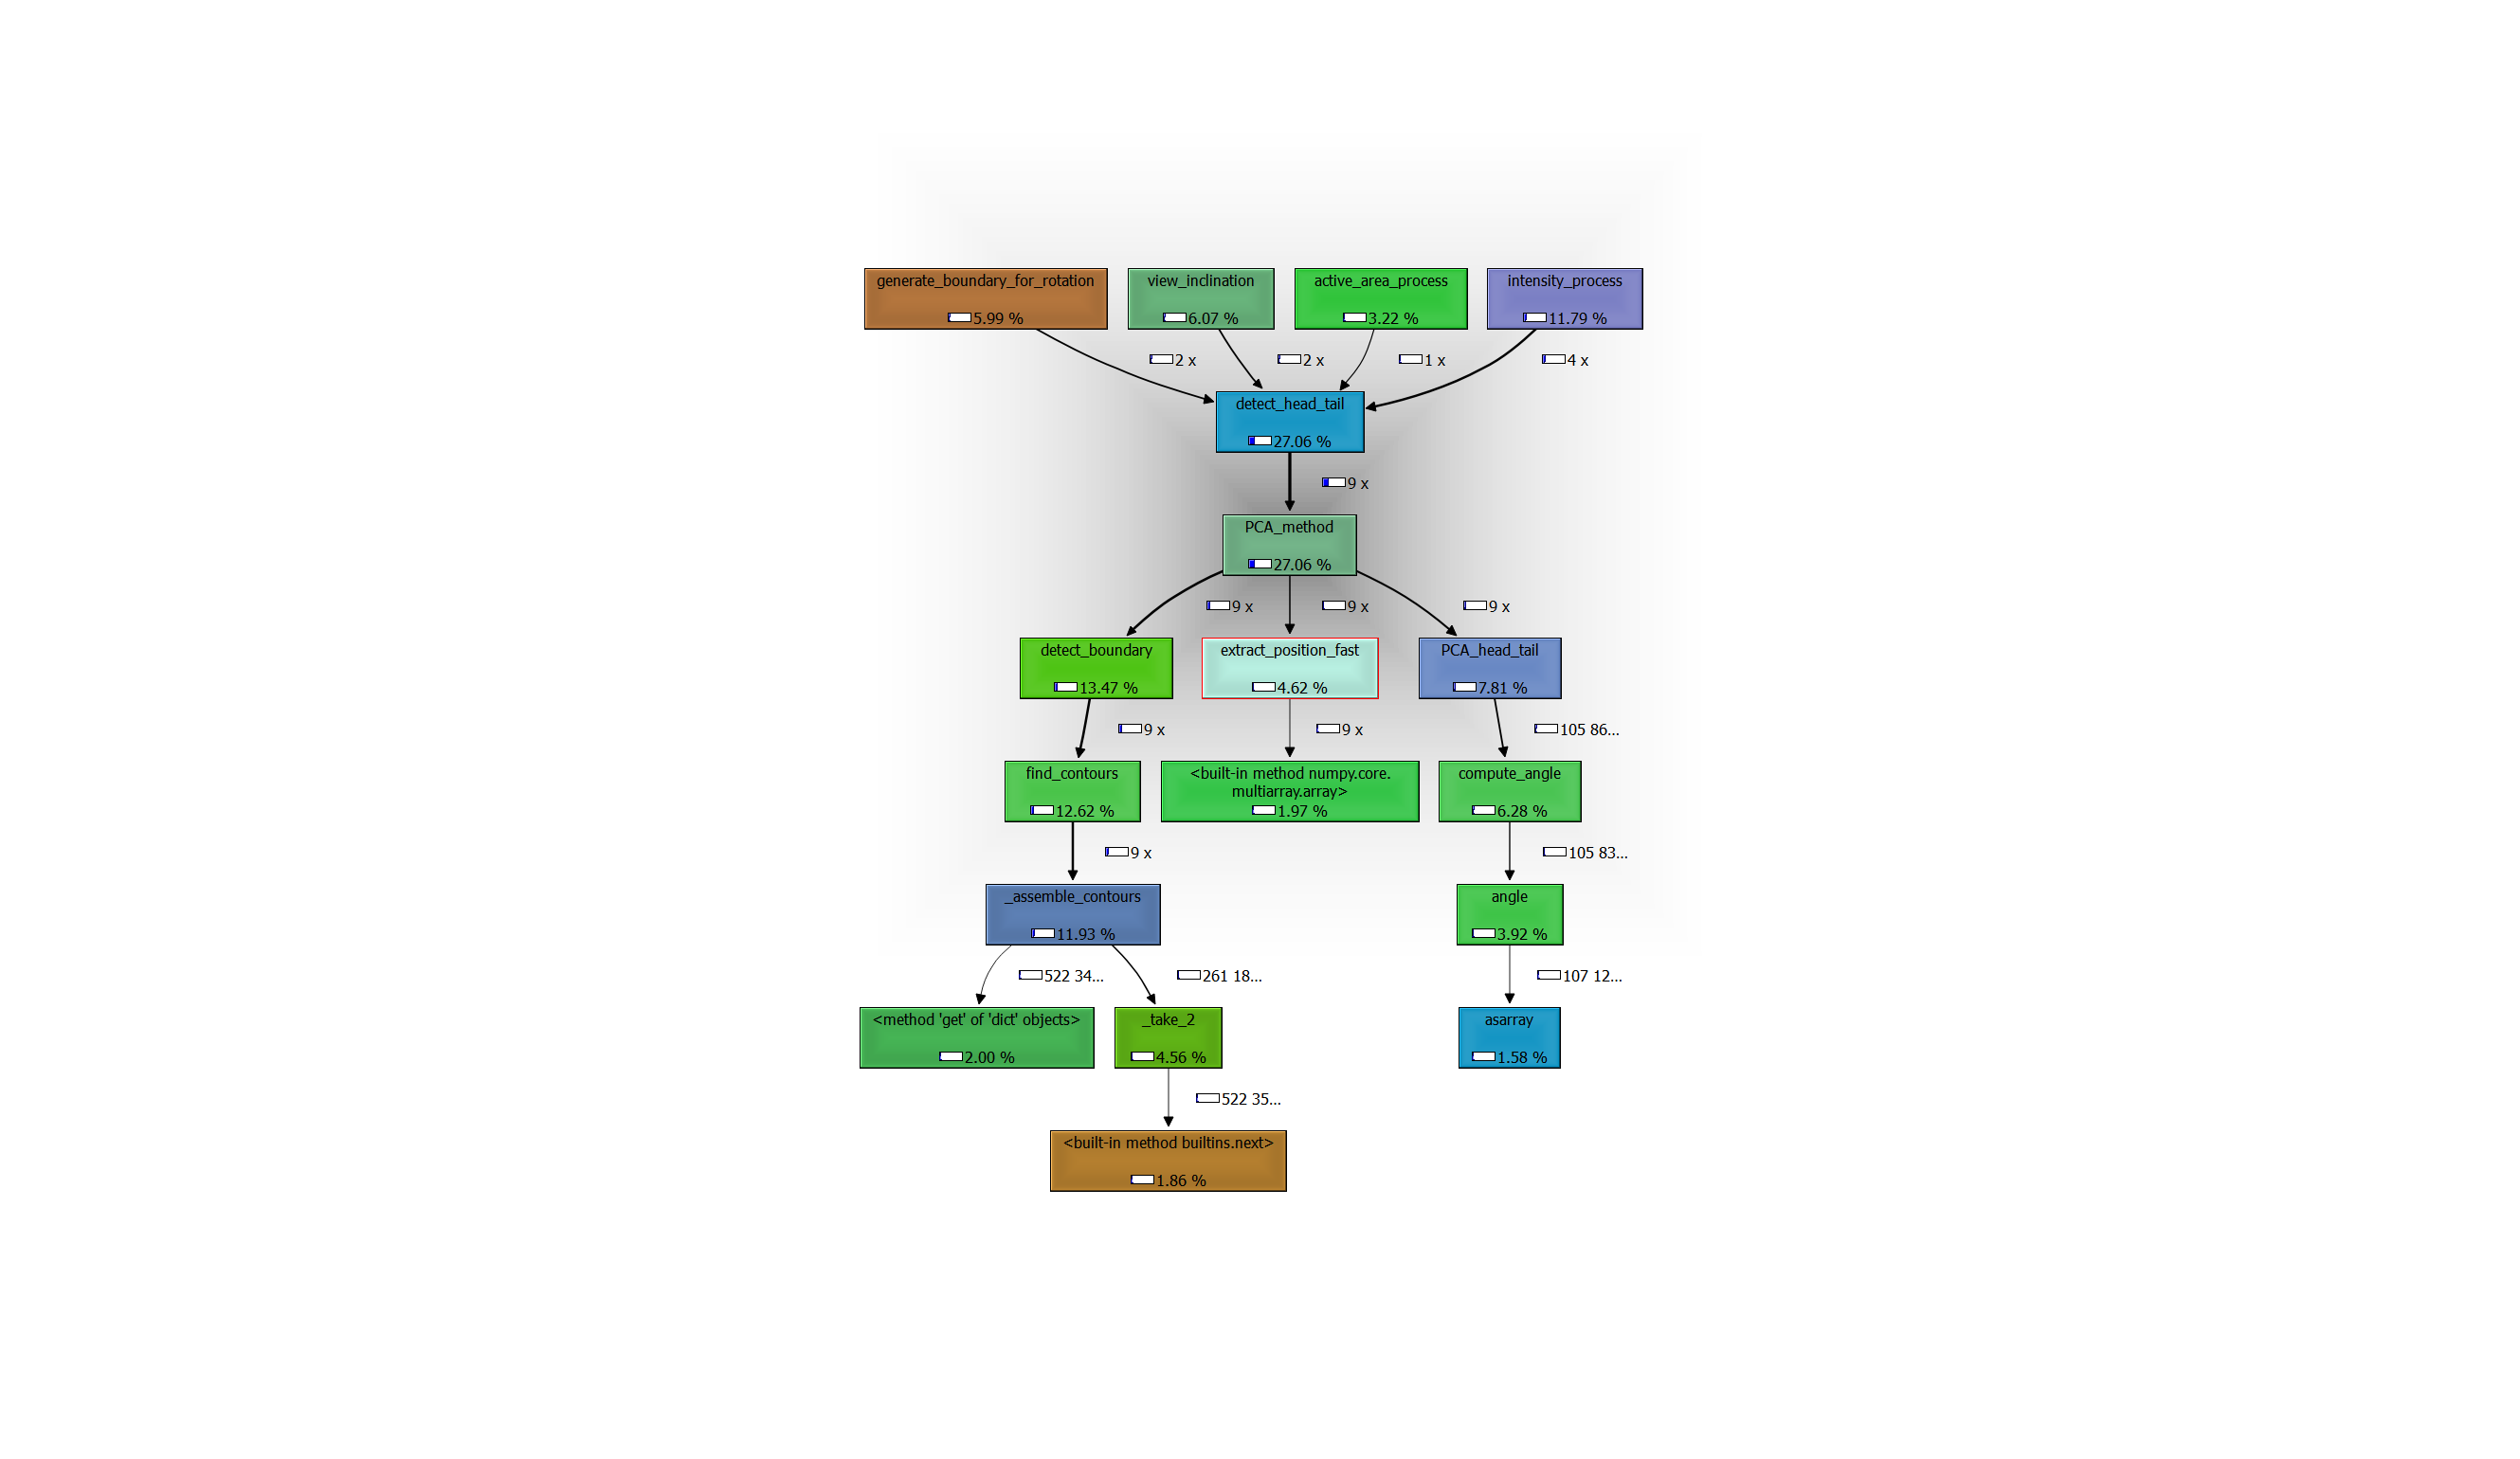 generate_boundary_for_rotation
5.99 %
view_inclination
6.07 %
active_area_process
3.22 %
intensity_process
11.79 %
2 x
2 x
1 x
4 x
detect_head_tail
27.06 %
9 x
PCA_method
27.06 %
9 x
9 x
9 x
detect_boundary
13.47 %
extract_position_fast
4.62 %
PCA_head_tail
7.81 %
9 x
9 x
105 86...
find_contours
12.62 %
<built-in method numpy.core.
multiarray.array>
1.97 %
compute_angle
6.28 %
9 x
105 83...
_assemble_contours
11.93 %
angle
3.92 %
522 34...
261 18...
107 12...
<method 'get' of 'dict' objects>
2.00 %
_take_2
4.56 %
asarray
1.58 %
522 35...
<built-in method builtins.next>
1.86 %